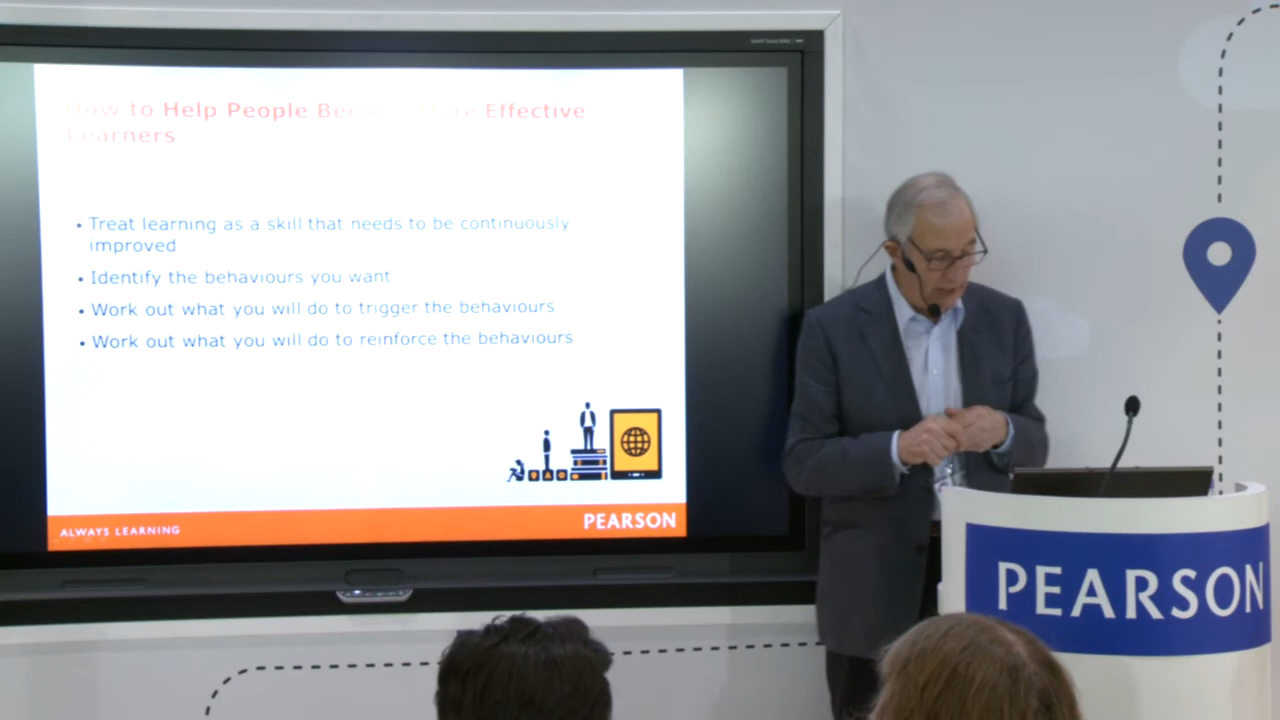 How to Help People Become More Effective
Learners
• Treat learning as a skill that needs to be continuously
improved
• Identify the behaviours you want
• Work out what you will do to trigger the behaviours
• Work out what you will do to reinforce the behaviours
ALWAYS LEARNING
PEARSON
PEARSON